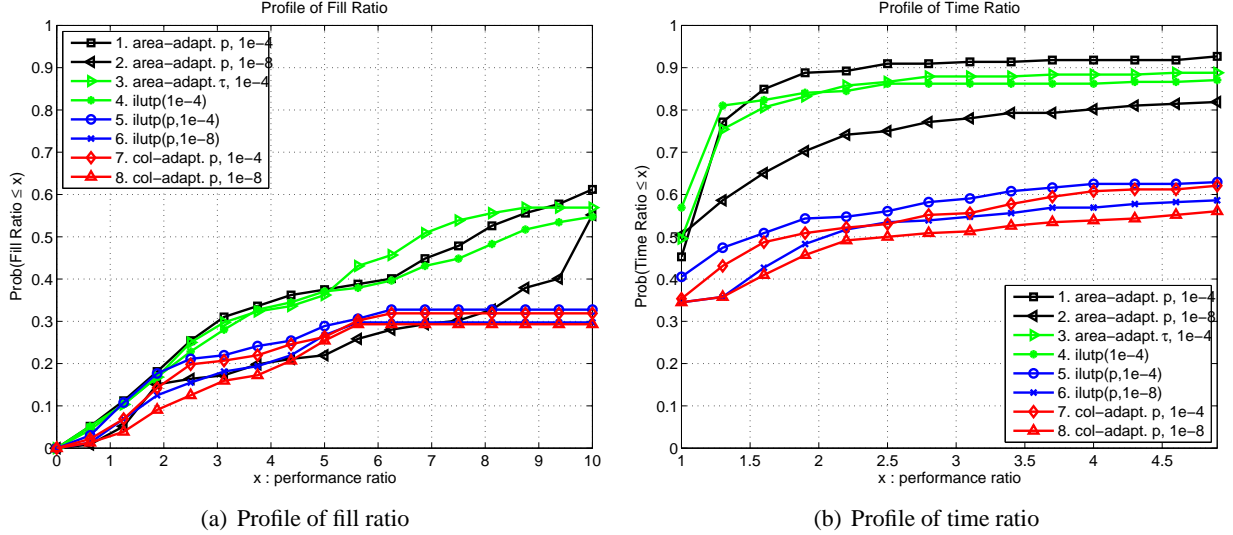 Profile of Fill Ratio
1
0.9
0.8
0.7
0.6
0.5
0.4
0.3
0.2
0.1
0
Prob(Fill Ratio ≤ x)
1. area−adapt. p, 1e−4
2. area−adapt. p, 1e−8
3. area−adapt. τ, 1e−4
4. ilutp(1e−4)
5. ilutp(p,1e−4)
6. ilutp(p,1e−8)
7. col−adapt. p, 1e−4
8. col−adapt. p, 1e−8
0 1 2 3 4 5 6 7 8 9 10
x : performance ratio
(a) Profile of fill ratio
Profile of Time Ratio
1
0.9
0.8
0.7
0.6
0.5
0.4
0.3
0.2
0.1
0
Prob(Time Ratio ≤ x)
1. area−adapt. p, 1e−4
2. area−adapt. p, 1e−8
3. area−adapt. τ, 1e−4
4. ilutp(1e−4)
5. ilutp(p,1e−4)
6. ilutp(p,1e−8)
7. col−adapt. p, 1e−4
8. col−adapt. p, 1e−8
1 1.5 2 2.5 3 3.5 4 4.5
x : performance ratio
(b) Profile of time ratio